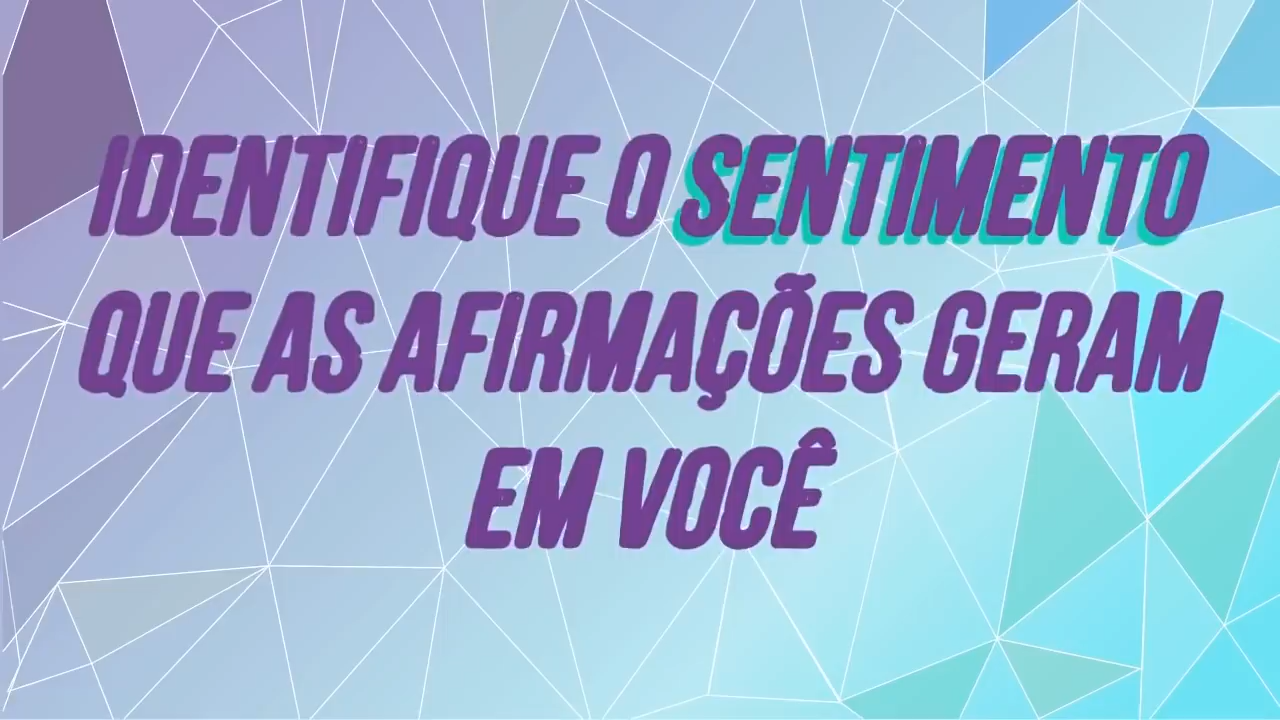 IDENTIFIQUE O SENTIMENTO
QUE AS AFIRMAÇÕES GERAM
EM VOCÊ